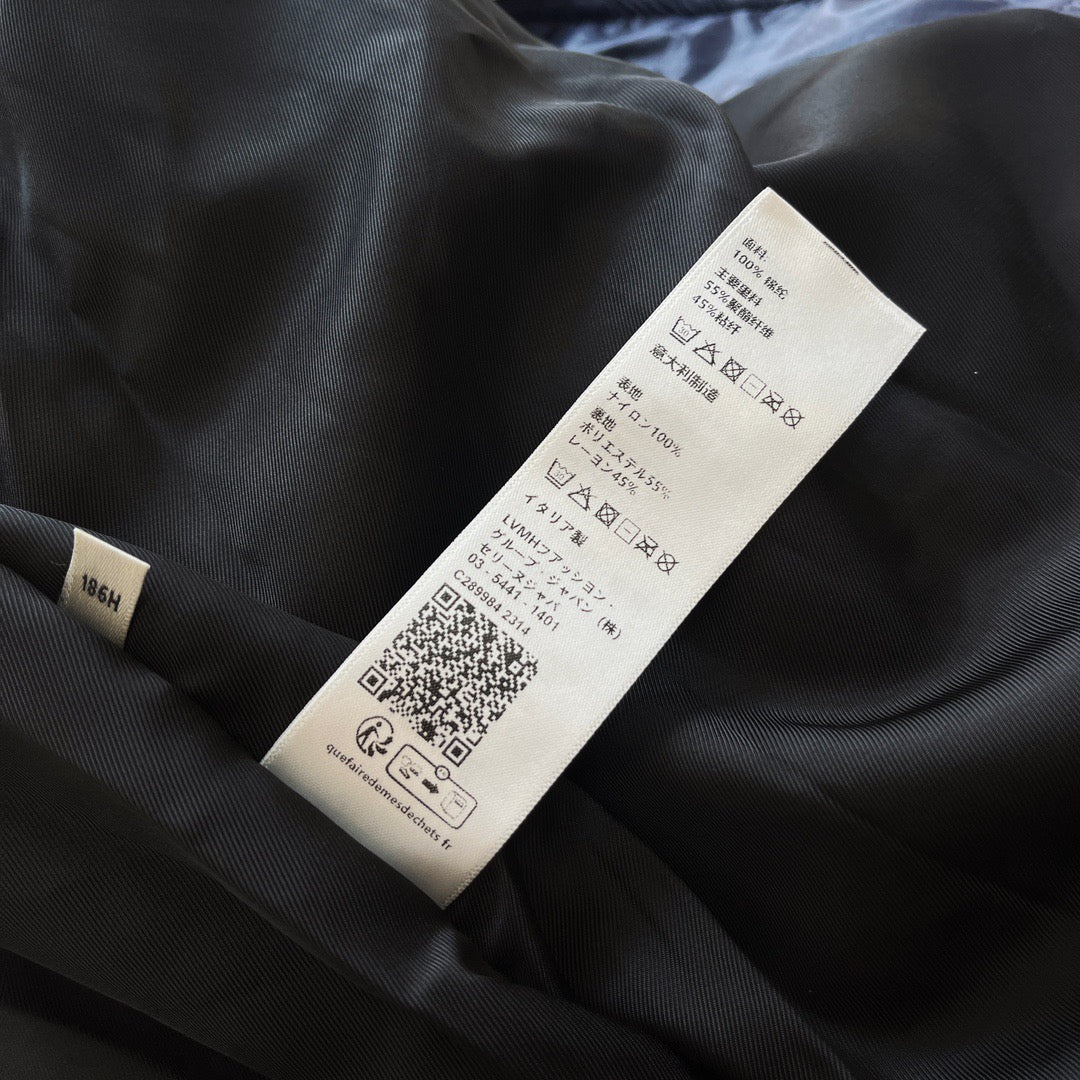 面料:
100% 锦纶
主要里料
55%聚酯纤维
45%粘纤
30
意大利制造
表地
ナイロン100%
裏地
ポリエステル55%
レーヨン45%
30
イタリア製
LVMHファッション・
グループ・ジャパン（株）
セリーヌジャパ
03 - 5441 - 1401
C289984 2314
quefairedemesdechets fr
186H